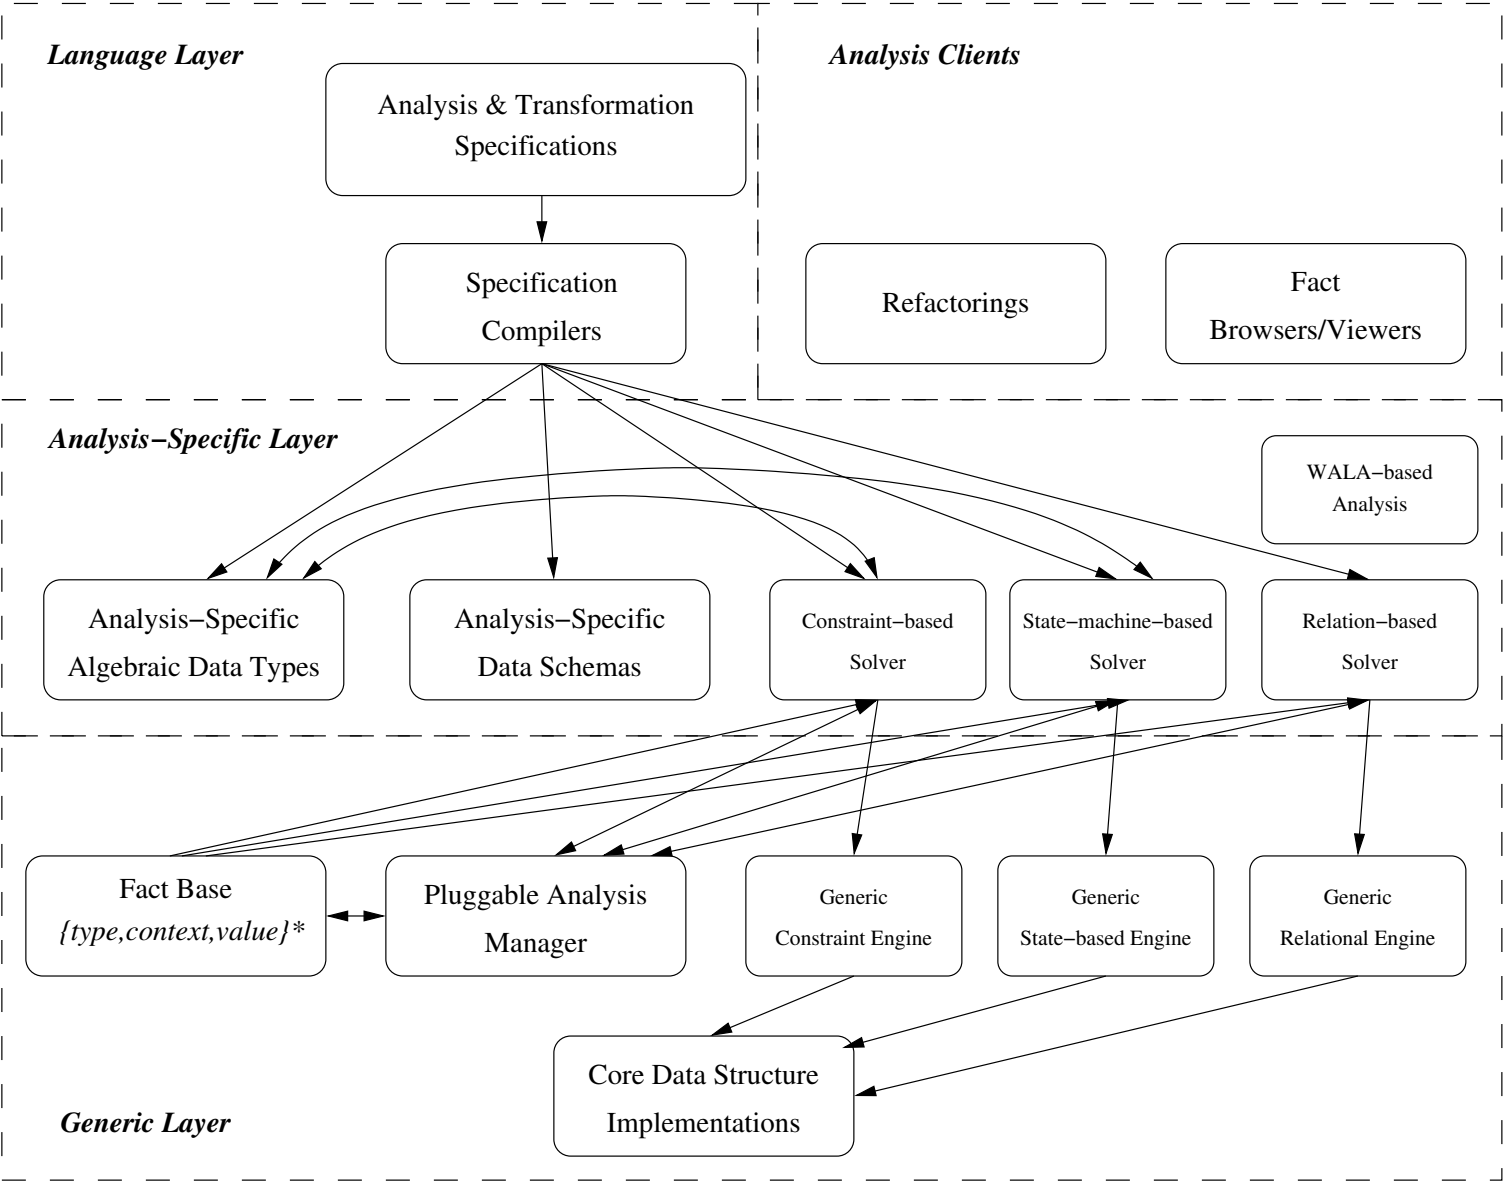 Language Layer
Analysis Clients
Analysis & Transformation
Specifications
Specification
Compilers
Refactorings
Fact
Browsers/Viewers
Analysis−Specific Layer
WALA−based
Analysis
Analysis−Specific
Algebraic Data Types
Analysis−Specific
Data Schemas
Constraint−based
Solver
State−machine−based
Solver
Relation−based
Solver
Fact Base
{type,context,value}*
Pluggable Analysis
Manager
Generic
Constraint Engine
Generic
State−based Engine
Generic
Relational Engine
Core Data Structure
Implementations
Generic Layer